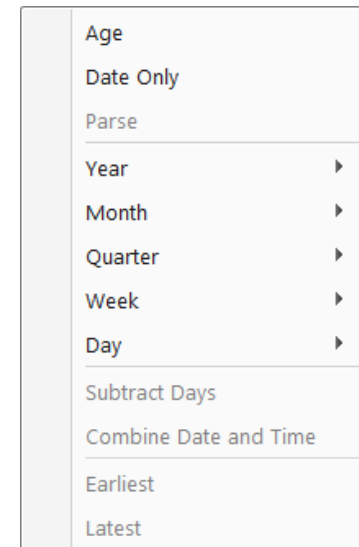 Age
Date Only
Parse
Year
Month
Quarter
Week
Day
Subtract Days
Combine Date and Time
Earliest
Latest